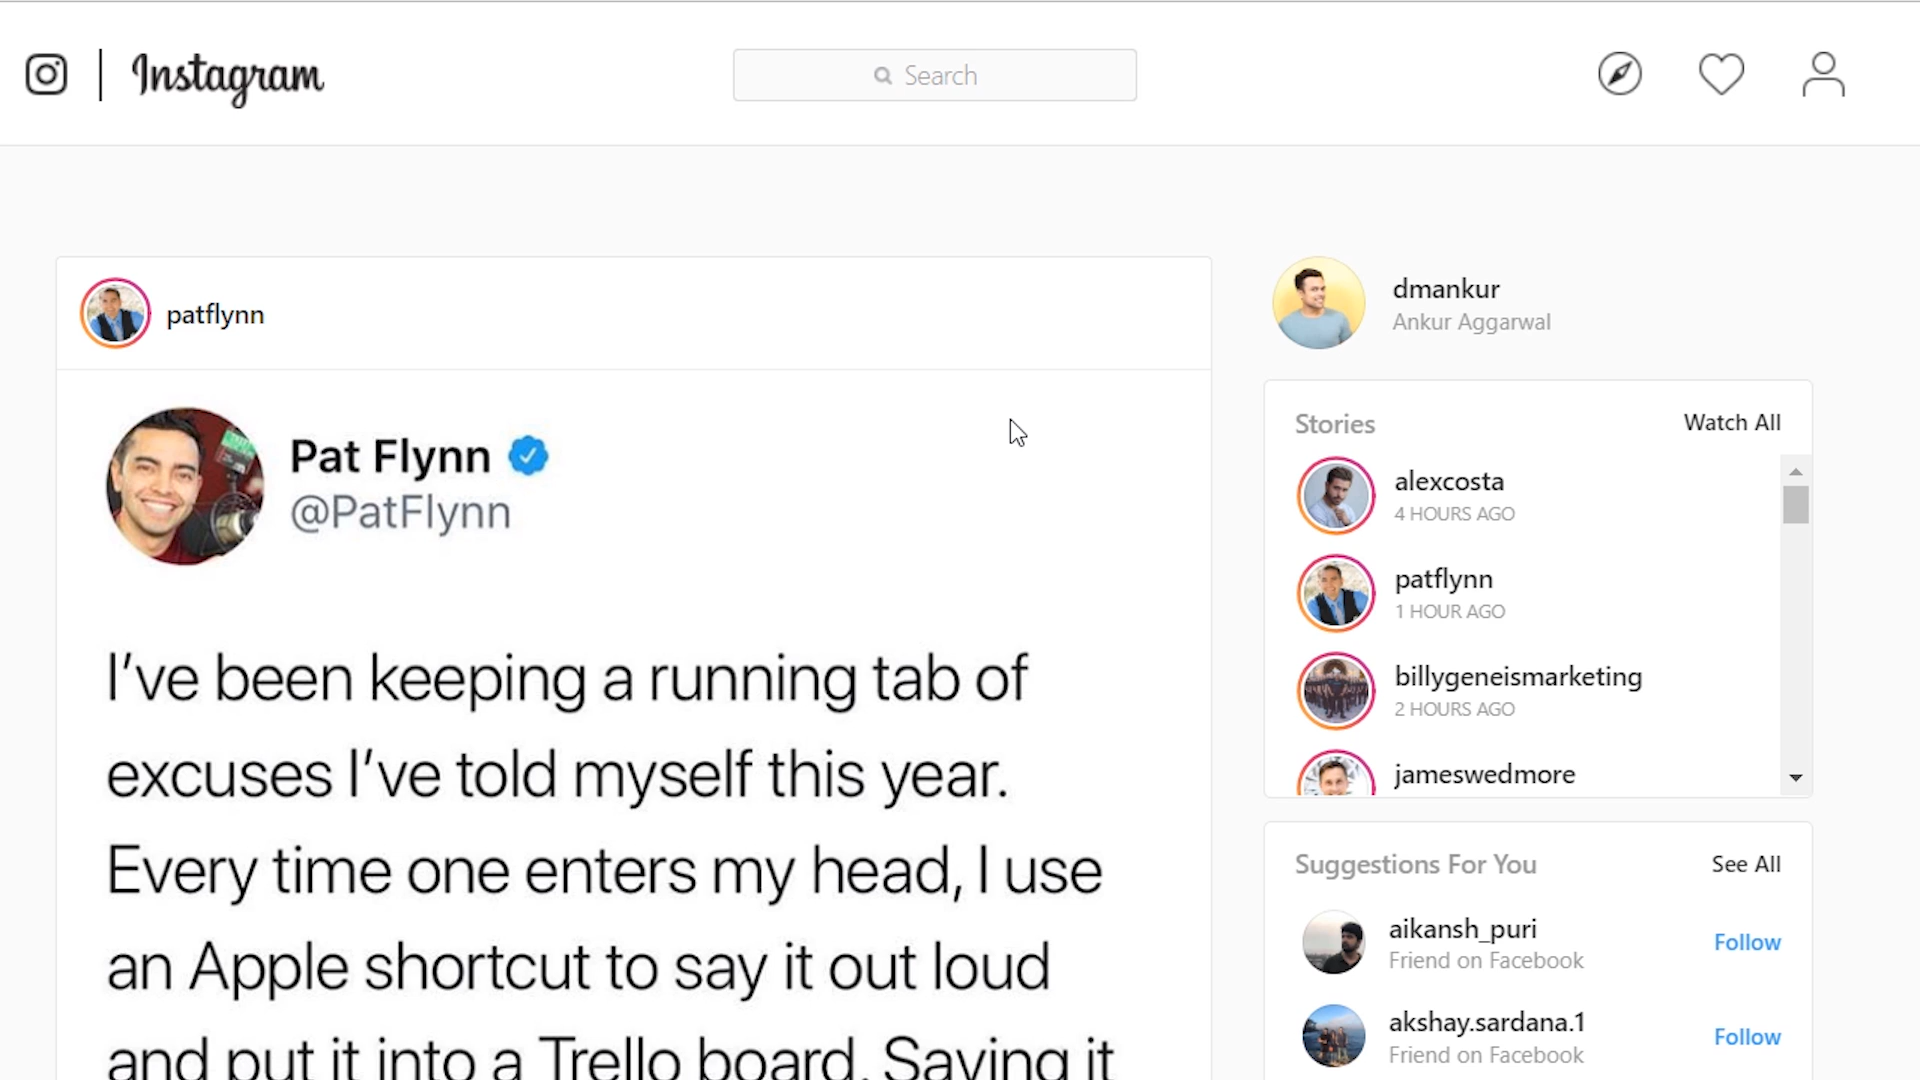 Instagram
Search
patflynn
Pat Flynn
@PatFlynn
I’ve been keeping a running tab of
excuses I’ve told myself this year.
Every time one enters my head, I use
an Apple shortcut to say it out loud
and put it into a Trello board. Saving it
dmankur
Ankur Aggarwal
Stories
Watch All
alexcosta
4 HOURS AGO
patflynn
1 HOUR AGO
billygeneismarketing
2 HOURS AGO
jameswedmore
Suggestions For You
See All
aikansh_puri
Friend on Facebook
Follow
akshay.sardana.1
Friend on Facebook
Follow